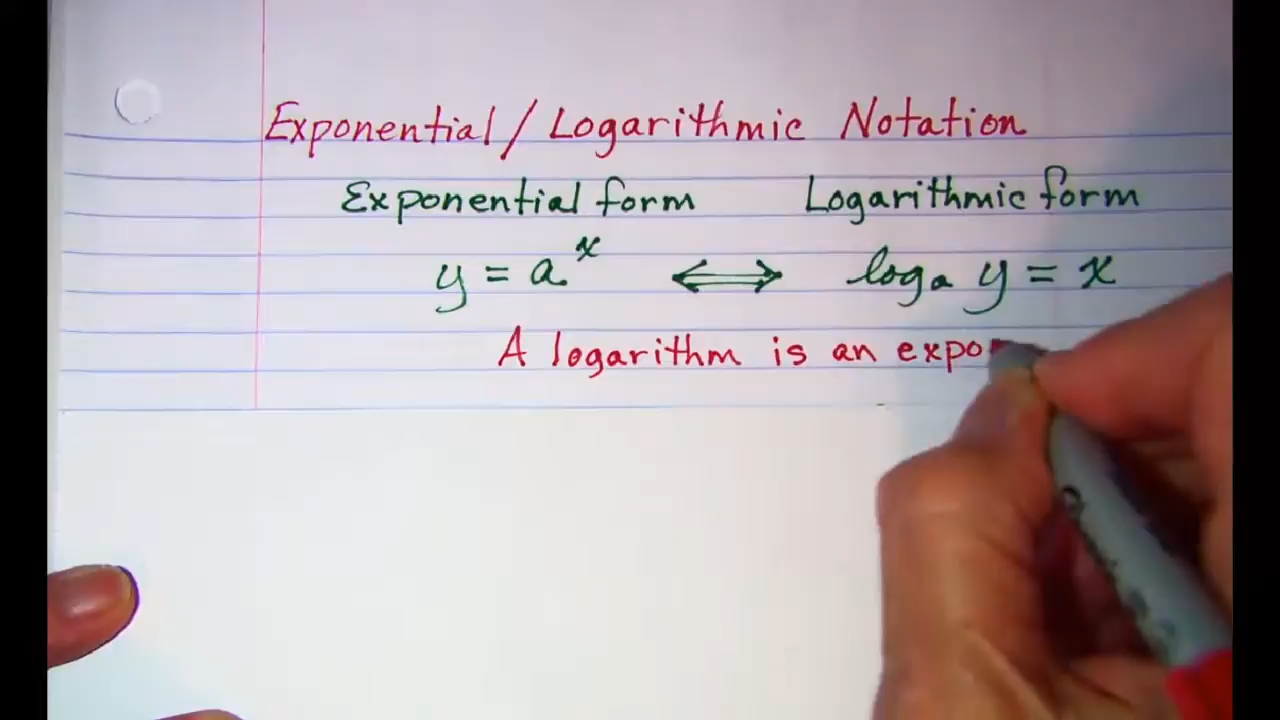 Exponential / Logarithmic Notation
Exponential form Logarithmic form
y = a^x ⟺ logₐ y = x
A logarithm is an expo